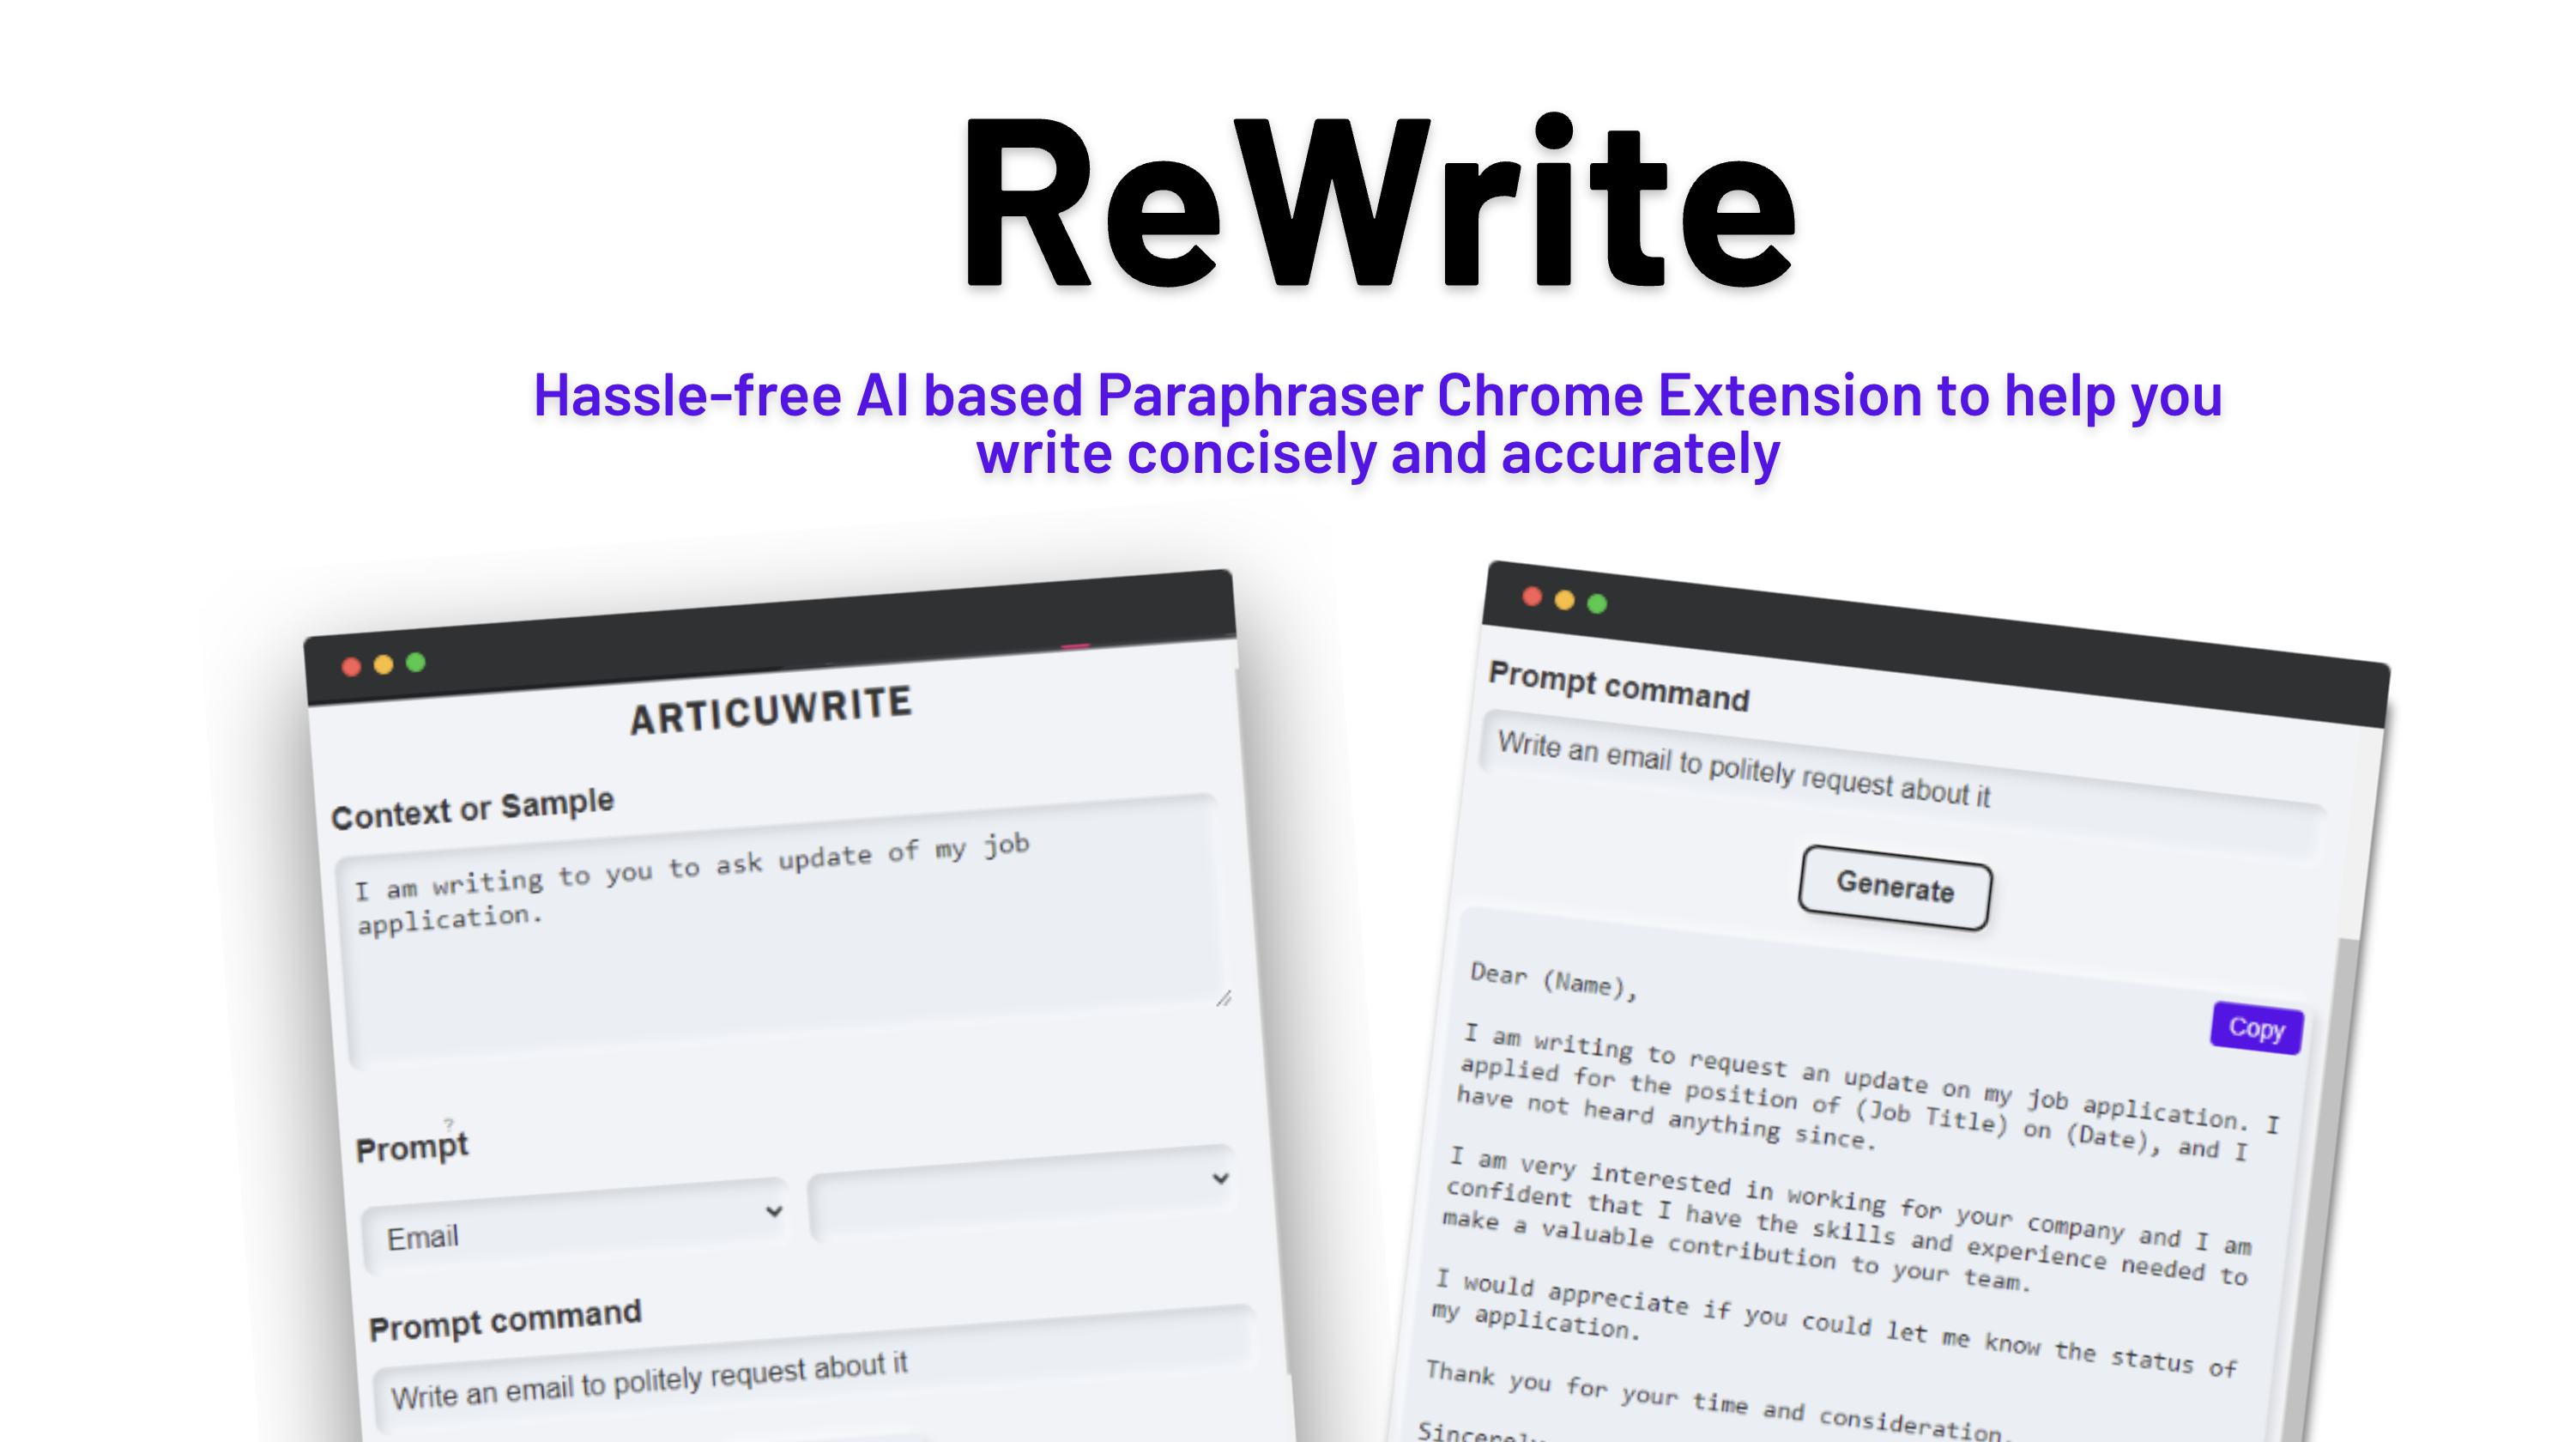 ReWrite
Hassle-free AI based Paraphraser Chrome Extension to help you
write concisely and accurately
ARTICUWRITE
Context or Sample
I am writing to you to ask update of my job
application.
Prompt
?
Email
Prompt command
Write an email to politely request about it
Prompt command
Write an email to politely request about it
Generate
Copy
Dear (Name),
I am writing to request an update on my job application. I
applied for the position of (Job Title) on (Date), and I
have not heard anything since.
I am very interested in working for your company and I am
confident that I have the skills and experience needed to
make a valuable contribution to your team.
I would appreciate if you could let me know the status of
my application.
Thank you for your time and consideration.